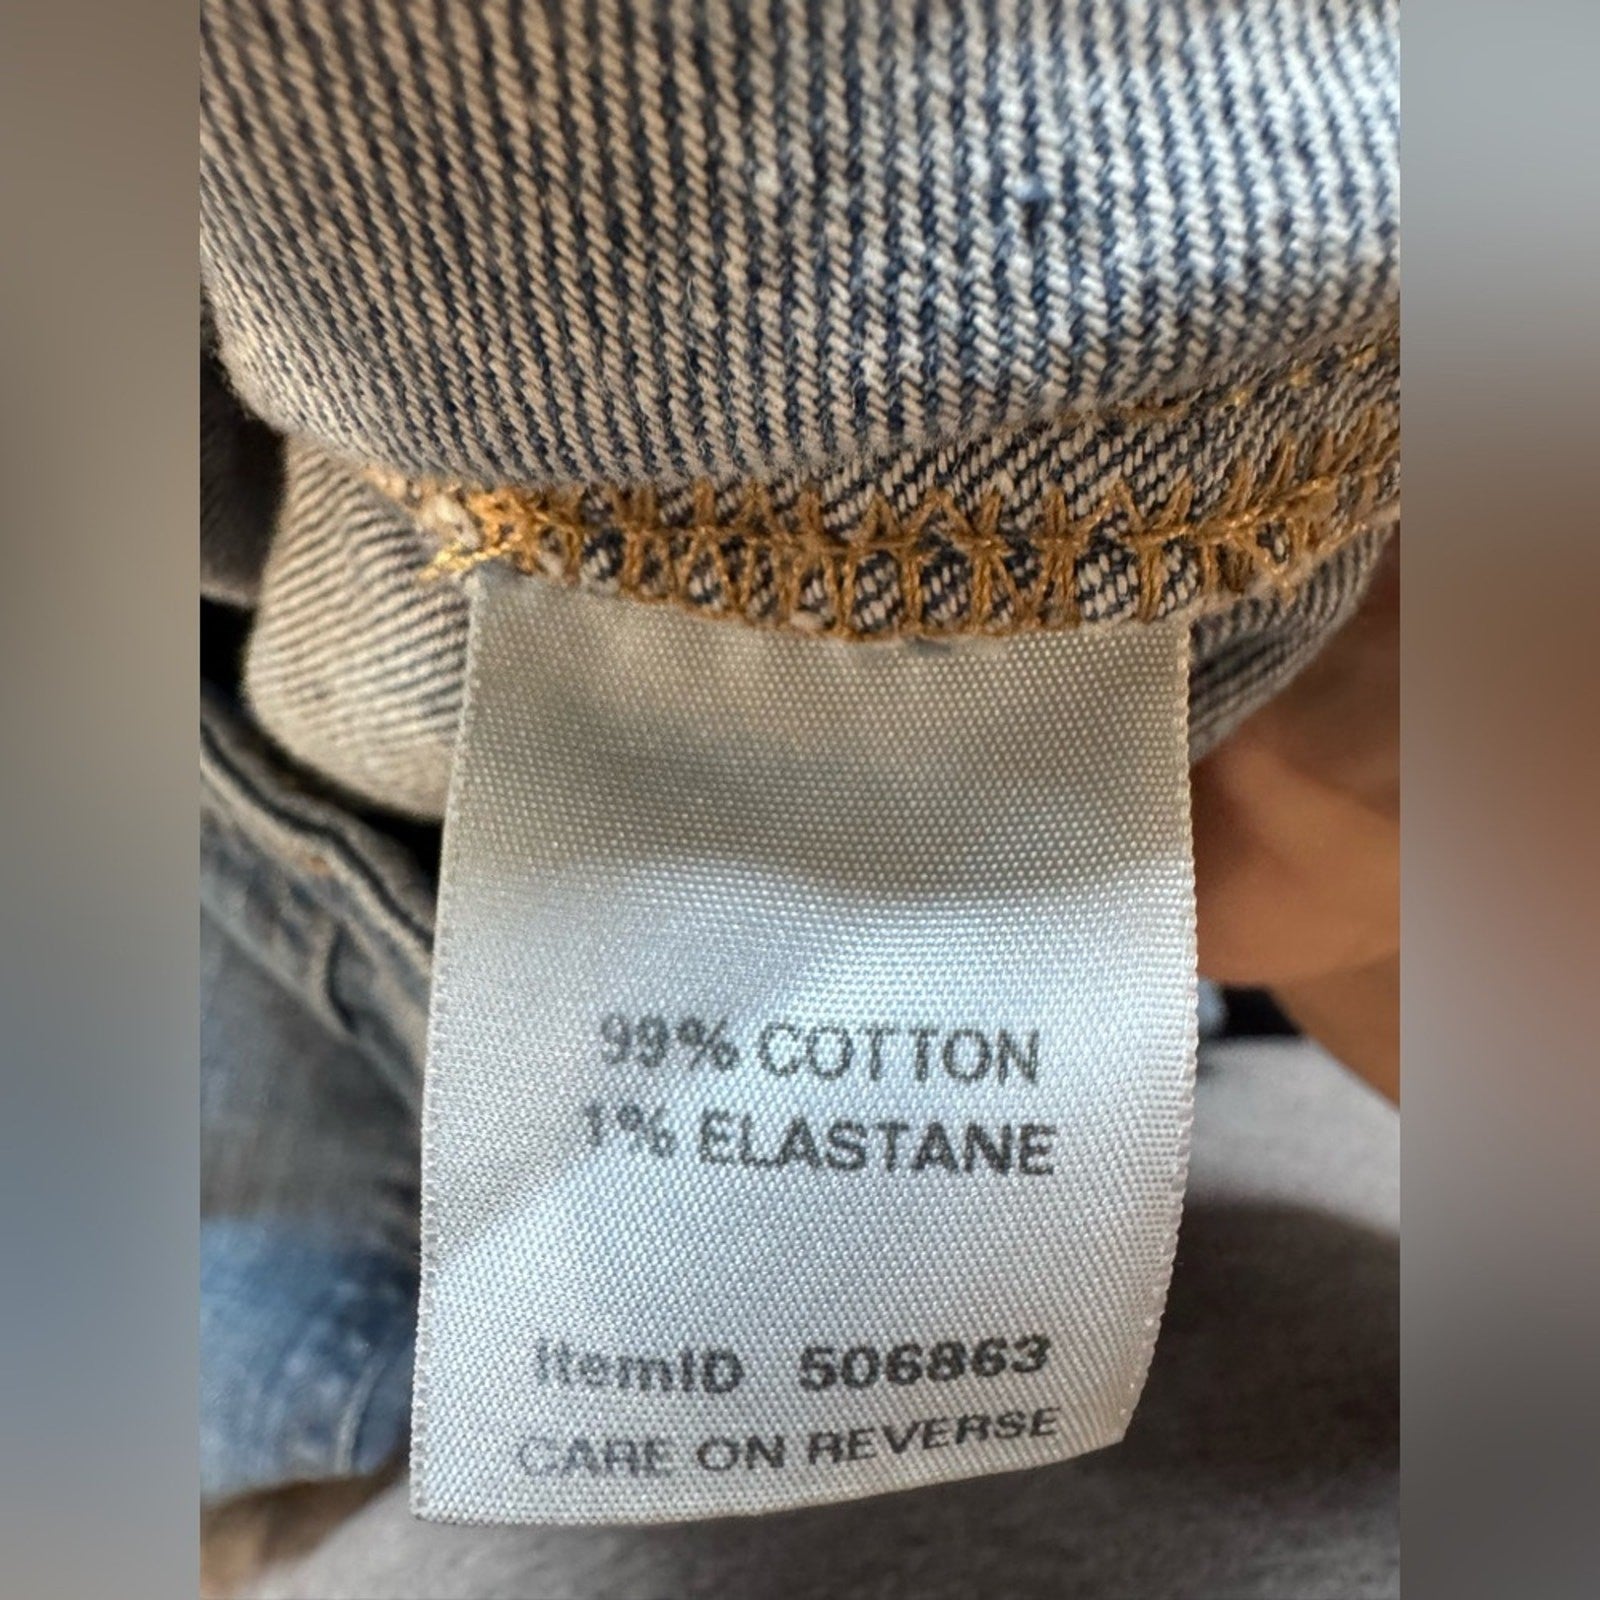 99% COTTON
1% ELASTANE
ItemID 506863
CARE ON REVERSE